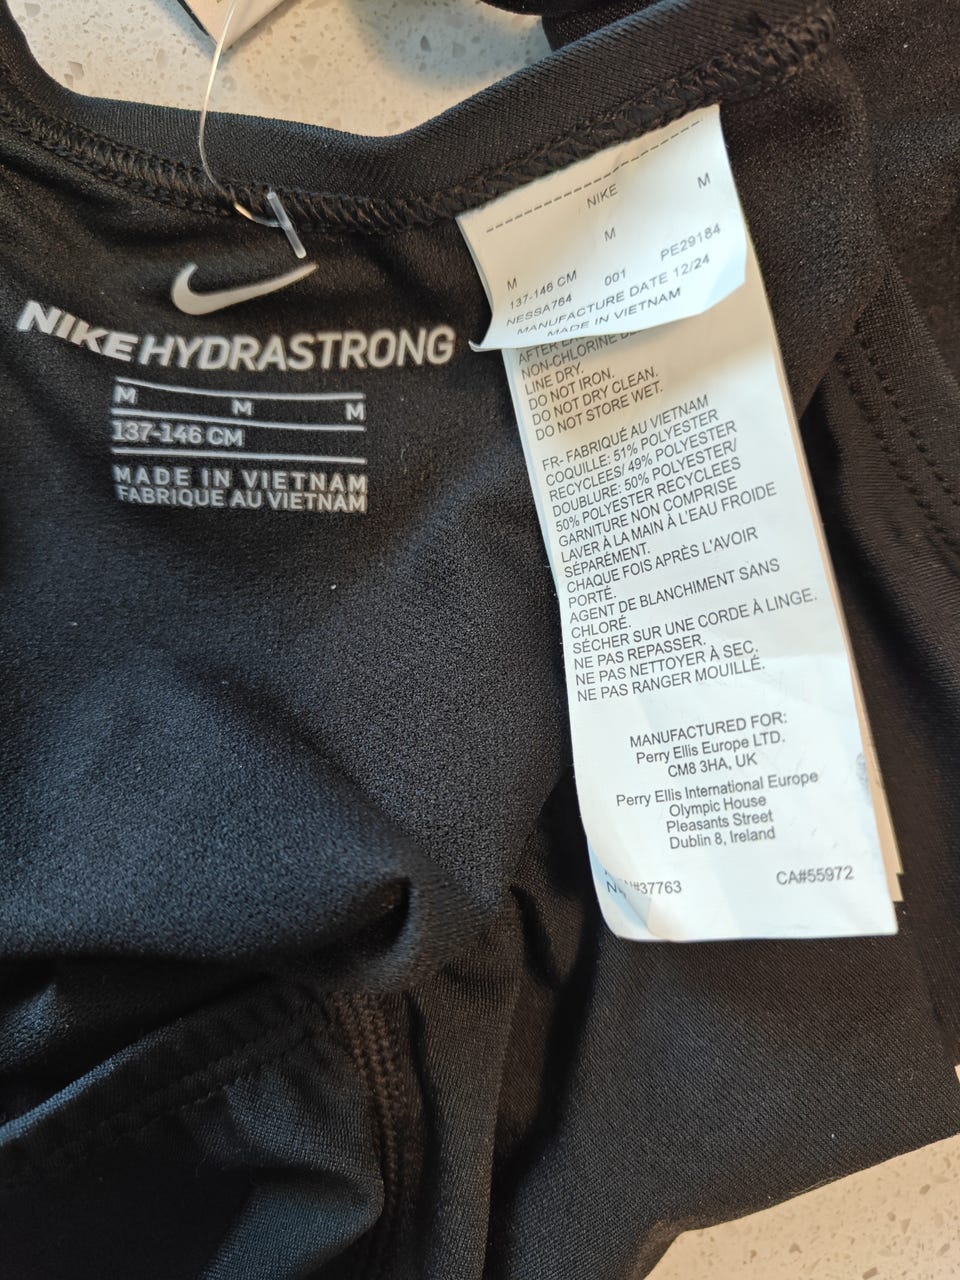 NIKE HYDRASTRONG
M M M
137-146 CM
MADE IN VIETNAM
FABRIQUE AU VIETNAM
NIKE M
M
M
137-146 CM 001 PE29184
NESSA764
MANUFACTURE DATE 12/24
MADE IN VIETNAM
AFTER
NON-CHLORINE
LINE DRY.
DO NOT IRON.
DO NOT DRY CLEAN.
DO NOT STORE WET.
FR- FABRIQUÉ AU VIETNAM
COQUILLE: 51% POLYESTER
RECYCLEES/ 49% POLYESTER
DOUBLURE: 50% POLYESTER/
50% POLYESTER RECYCLEES
GARNITURE NON COMPRISE
LAVER À LA MAIN À L'EAU FROIDE
SÉPARÉMENT.
CHAQUE FOIS APRÈS L'AVOIR
PORTÉ.
AGENT DE BLANCHIMENT SANS
CHLORÉ.
SÉCHER SUR UNE CORDE À LINGE.
NE PAS REPASSER.
NE PAS NETTOYER À SEC.
NE PAS RANGER MOUILLÉ.
MANUFACTURED FOR:
Perry Ellis Europe LTD.
CM8 3HA, UK
Perry Ellis International Europe
Olympic House
Pleasants Street
Dublin 8, Ireland
#37763 CA#55972